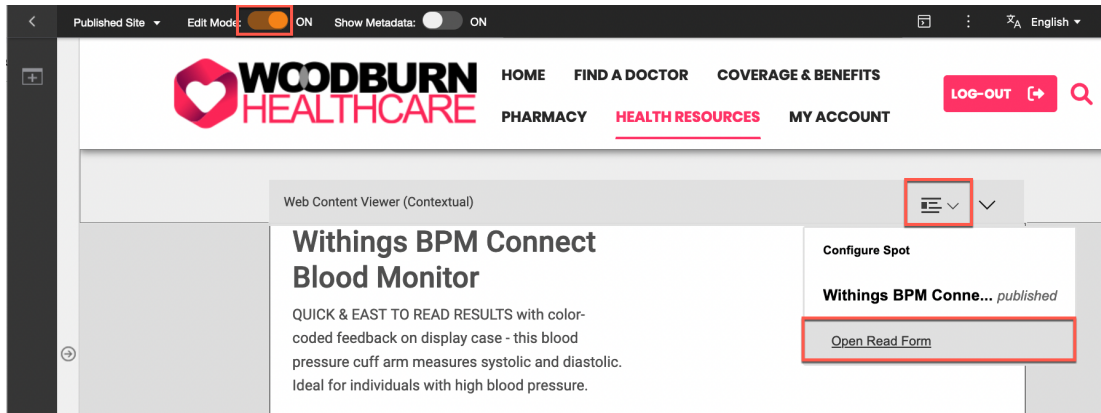 Published Site Edit Mode: ON Show Metadata: ON English
WOODBURN
HEALTHCARE
HOME FIND A DOCTOR COVERAGE & BENEFITS
PHARMACY HEALTH RESOURCES MY ACCOUNT
LOG-OUT
Web Content Viewer (Contextual)
Withings BPM Connect
Blood Monitor
QUICK & EAST TO READ RESULTS with color-
coded feedback on display case - this blood
pressure cuff arm measures systolic and diastolic.
Ideal for individuals with high blood pressure.
Configure Spot
Withings BPM Conne... published
Open Read Form